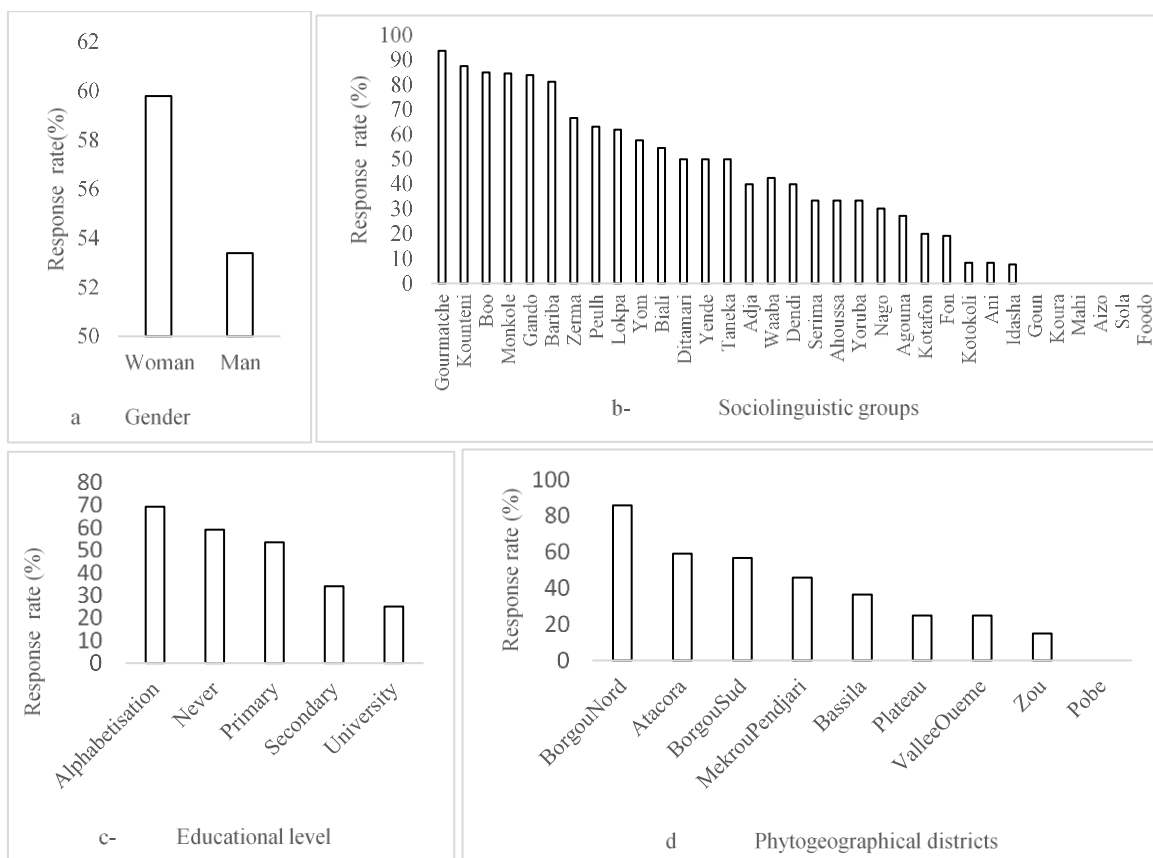 62
60
58
56
54
52
50
Response rate(%)
Woman Man
a Gender
100
90
80
70
60
50
40
30
20
10
0
Response rate (%)
Gourmatche
Kounteni
Boo
Monkole
Gando
Bariba
Zerma
Peulh
Lokpa
Yom
Biali
Ditamari
Yende
Taneka
Adja
Waaba
Dendi
Serima
Ahoussa
Yoruba
Nago
Agouna
Kotafon
Fon
Kotokoli
Ani
Idasha
Goun
Koura
Mahi
Aizo
Sola
Foodo
b- Sociolinguistic groups
80
70
60
50
40
30
20
10
0
Response rate (%)
Alphabetisation
Never
Primary
Secondary
University
c- Educational level
100
80
60
40
20
0
Response rate (%)
BorgouNord
Atacora
BorgouSud
MekrouPendjari
Bassila
Plateau
ValleeOueme
Zou
Pobe
d Phytogeographical districts